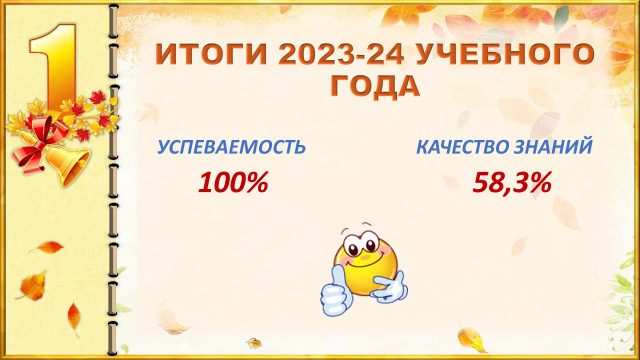 1
ИТОГИ 2023-24 УЧЕБНОГО
ГОДА
УСПЕВАЕМОСТЬ
КАЧЕСТВО ЗНАНИЙ
100%
58,3%